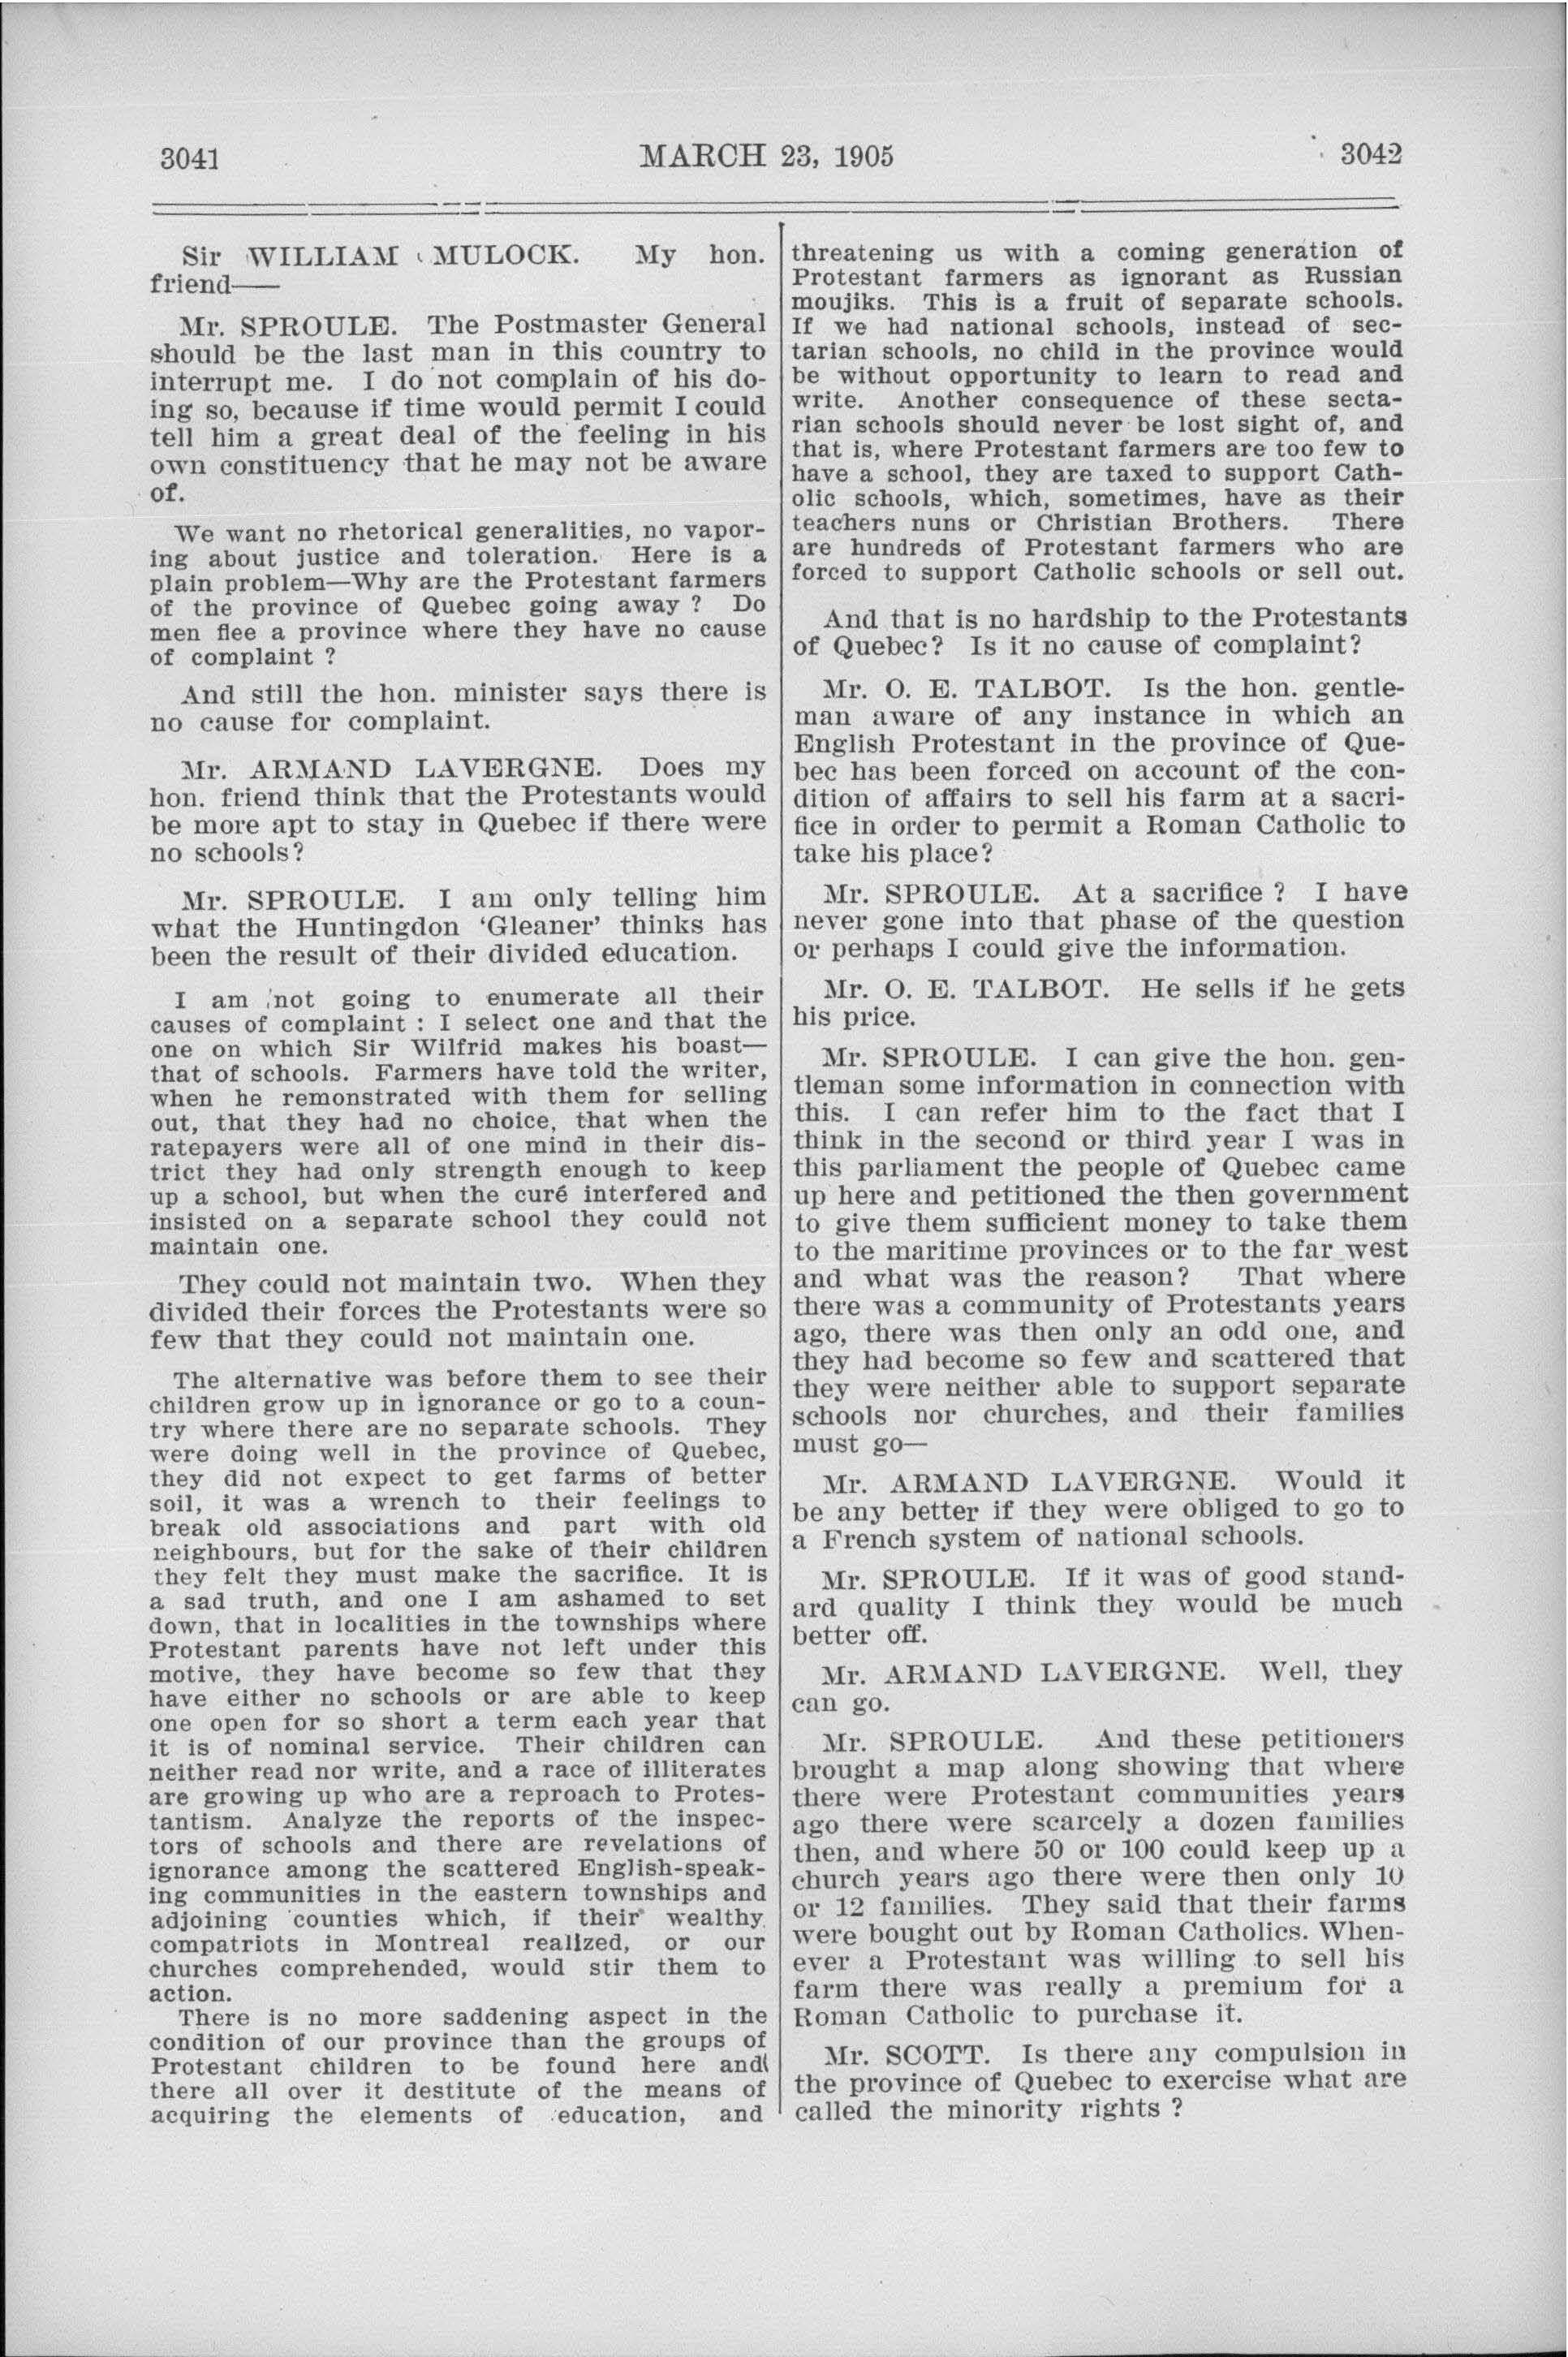 3041
MARCH 23, 1905
3042
Sir WILLIAM MULOCK. My hon.
friend——
Mr. SPROULE. The Postmaster General
should be the last man in this country to
interrupt me. I do not complain of his do-
ing so, because if time would permit I could
tell him a great deal of the feeling in his
own constituency that he may not be aware
of.
We want no rhetorical generalities, no vapor-
ing about justice and toleration. Here is a
plain problem—Why are the Protestant farmers
of the province of Quebec going away ? Do
men flee a province where they have no cause
of complaint ?
And still the hon. minister says there is
no cause for complaint.
Mr. ARMAND LAVERGNE. Does my
hon. friend think that the Protestants would
be more apt to stay in Quebec if there were
no schools?
Mr. SPROULE. I am only telling him
what the Huntingdon 'Gleaner' thinks has
been the result of their divided education.
I am not going to enumerate all their
causes of complaint : I select one and that the
one on which Sir Wilfrid makes his boast—
that of schools. Farmers have told the writer,
when he remonstrated with them for selling
out, that they had no choice, that when the
ratepayers were all of one mind in their dis-
trict they had only strength enough to keep
up a school, but when the curé interfered and
insisted on a separate school they could not
maintain one.
They could not maintain two. When they
divided their forces the Protestants were so
few that they could not maintain one.
The alternative was before them to see their
children grow up in ignorance or go to a coun-
try where there are no separate schools. They
were doing well in the province of Quebec,
they did not expect to get farms of better
soil, it was a wrench to their feelings to
break old associations and part with old
neighbours, but for the sake of their children
they felt they must make the sacrifice. It is
a sad truth, and one I am ashamed to set
down, that in localities in the townships where
Protestant parents have not left under this
motive, they have become so few that they
have either no schools or are able to keep
one open for so short a term each year that
it is of nominal service. Their children can
neither read nor write, and a race of illiterates
are growing up who are a reproach to Protes-
tantism. Analyze the reports of the inspec-
tors of schools and there are revelations of
ignorance among the scattered English-speak-
ing communities in the eastern townships and
adjoining counties which, if their wealthy
compatriots in Montreal realized, or our
churches comprehended, would stir them to
action.
There is no more saddening aspect in the
condition of our province than the groups of
Protestant children to be found here and
there all over it destitute of the means of
acquiring the elements of education, and
threatening us with a coming generation of
Protestant farmers as ignorant as Russian
moujiks. This is a fruit of separate schools.
If we had national schools, instead of sec-
tarian schools, no child in the province would
be without opportunity to learn to read and
write. Another consequence of these secta-
rian schools should never be lost sight of, and
that is, where Protestant farmers are too few to
have a school, they are taxed to support Cath-
olic schools, which, sometimes, have as their
teachers nuns or Christian Brothers. There
are hundreds of Protestant farmers who are
forced to support Catholic schools or sell out.
And that is no hardship to the Protestants
of Quebec? Is it no cause of complaint?
Mr. O. E. TALBOT. Is the hon. gentle-
man aware of any instance in which an
English Protestant in the province of Que-
bec has been forced on account of the con-
dition of affairs to sell his farm at a sacri-
fice in order to permit a Roman Catholic to
take his place?
Mr. SPROULE. At a sacrifice ? I have
never gone into that phase of the question
or perhaps I could give the information.
Mr. O. E. TALBOT. He sells if he gets
his price.
Mr. SPROULE. I can give the hon. gen-
tleman some information in connection with
this. I can refer him to the fact that I
think in the second or third year I was in
this parliament the people of Quebec came
up here and petitioned the then government
to give them sufficient money to take them
to the maritime provinces or to the far west
and what was the reason? That where
there was a community of Protestants years
ago, there was then only an odd one, and
they had become so few and scattered that
they were neither able to support separate
schools nor churches, and their families
must go—
Mr. ARMAND LAVERGNE. Would it
be any better if they were obliged to go to
a French system of national schools.
Mr. SPROULE. If it was of good stand-
ard quality I think they would be much
better off.
Mr. ARMAND LAVERGNE. Well, they
can go.
Mr. SPROULE. And these petitioners
brought a map along showing that where
there were Protestant communities years
ago there were scarcely a dozen families
then, and where 50 or 100 could keep up a
church years ago there were then only 10
or 12 families. They said that their farms
were bought out by Roman Catholics. When-
ever a Protestant was willing to sell his
farm there was really a premium for a
Roman Catholic to purchase it.
Mr. SCOTT. Is there any compulsion in
the province of Quebec to exercise what are
called the minority rights ?